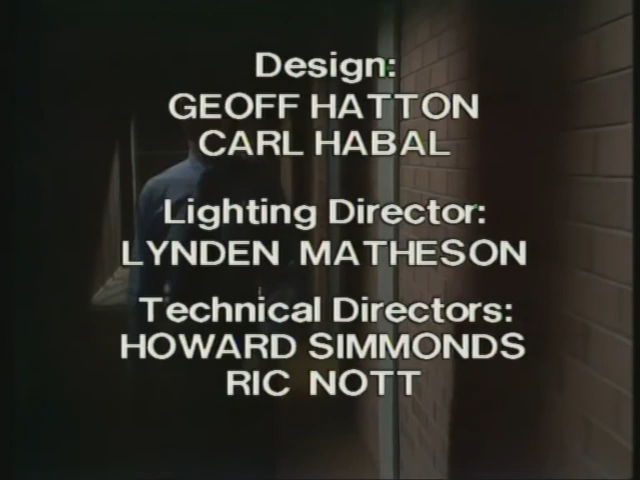 Design:
GEOFF HATTON
CARL HABAL
Lighting Director:
LYNDEN MATHESON
Technical Directors:
HOWARD SIMMONDS
RIC NOTT